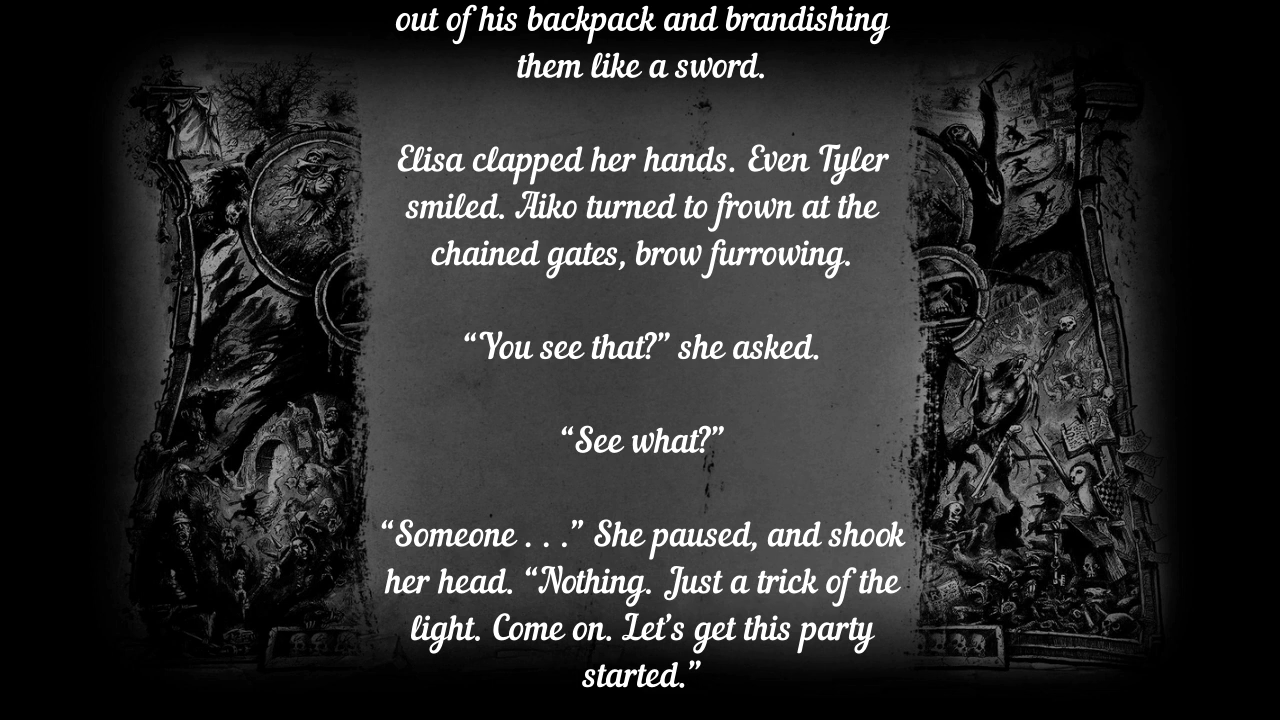 out of his backpack and brandishing
them like a sword.
Elisa clapped her hands. Even Tyler
smiled. Aiko turned to frown at the
chained gates, brow furrowing.
“You see that?” she asked.
“See what?”
“Someone . . .” She paused, and shook
her head. “Nothing. Just a trick of the
light. Come on. Let’s get this party
started.”